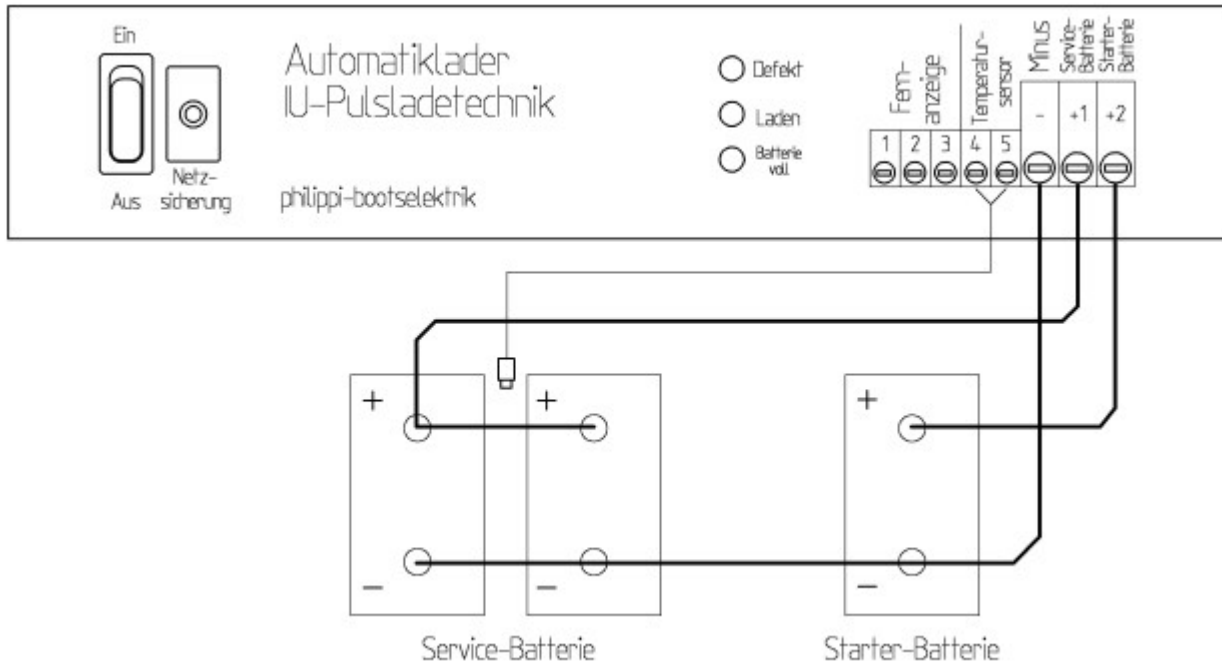 Ein
Aus
Netz-
sicherung
Automatiklader
IU-Pulsladetechnik
philippi-bootselektrik
Defekt
Laden
Batterie
voll
Fern-
anzeige
Temperatur-
sensor
Minus
Service-
Batterie
Starter-
Batterie
1 2 3 4 5
- +1 +2
+ + +
− − −
Service-Batterie
Starter-Batterie